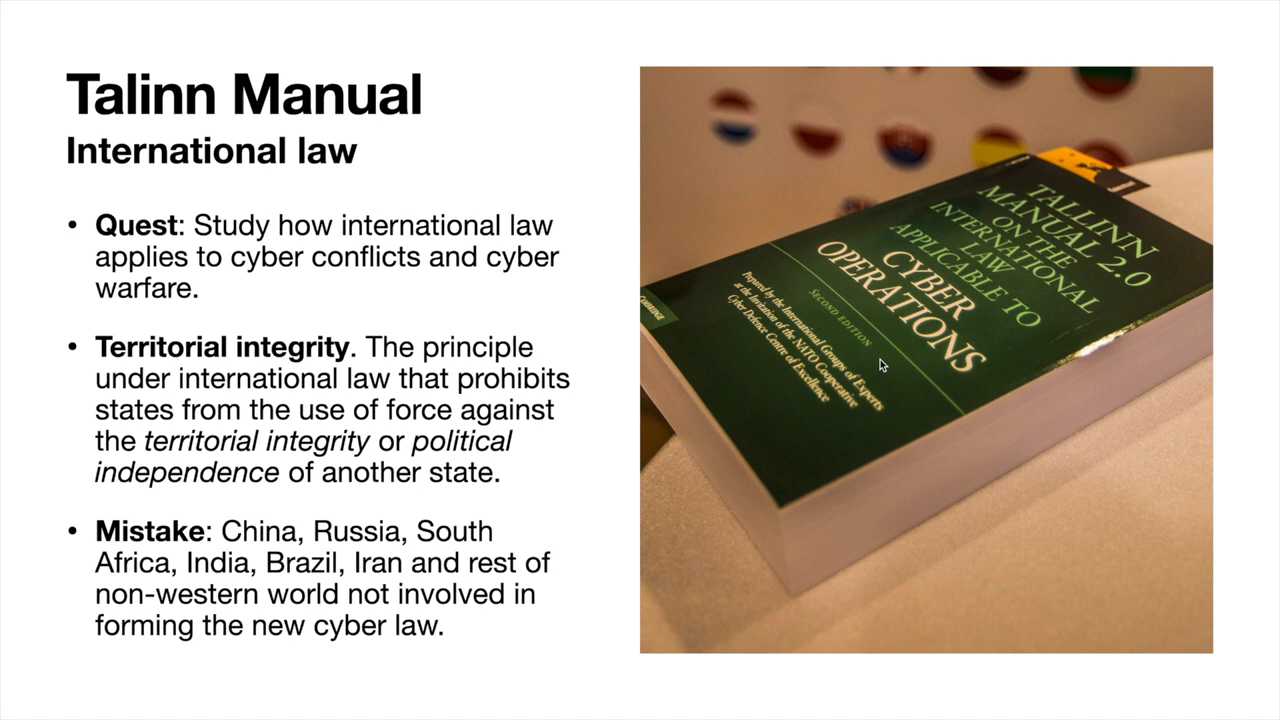 Talinn Manual
International law
• Quest: Study how international law
applies to cyber conflicts and cyber
warfare.
• Territorial integrity. The principle
under international law that prohibits
states from the use of force against
the territorial integrity or political
independence of another state.
• Mistake: China, Russia, South
Africa, India, Brazil, Iran and rest of
non-western world not involved in
forming the new cyber law.
TALLINN
MANUAL 2.0
ON THE
INTERNATIONAL
LAW
APPLICABLE TO
CYBER
OPERATIONS
SECOND EDITION
Prepared by the International Groups of Experts
at the Invitation of the NATO Cooperative
Cyber Defence Centre of Excellence